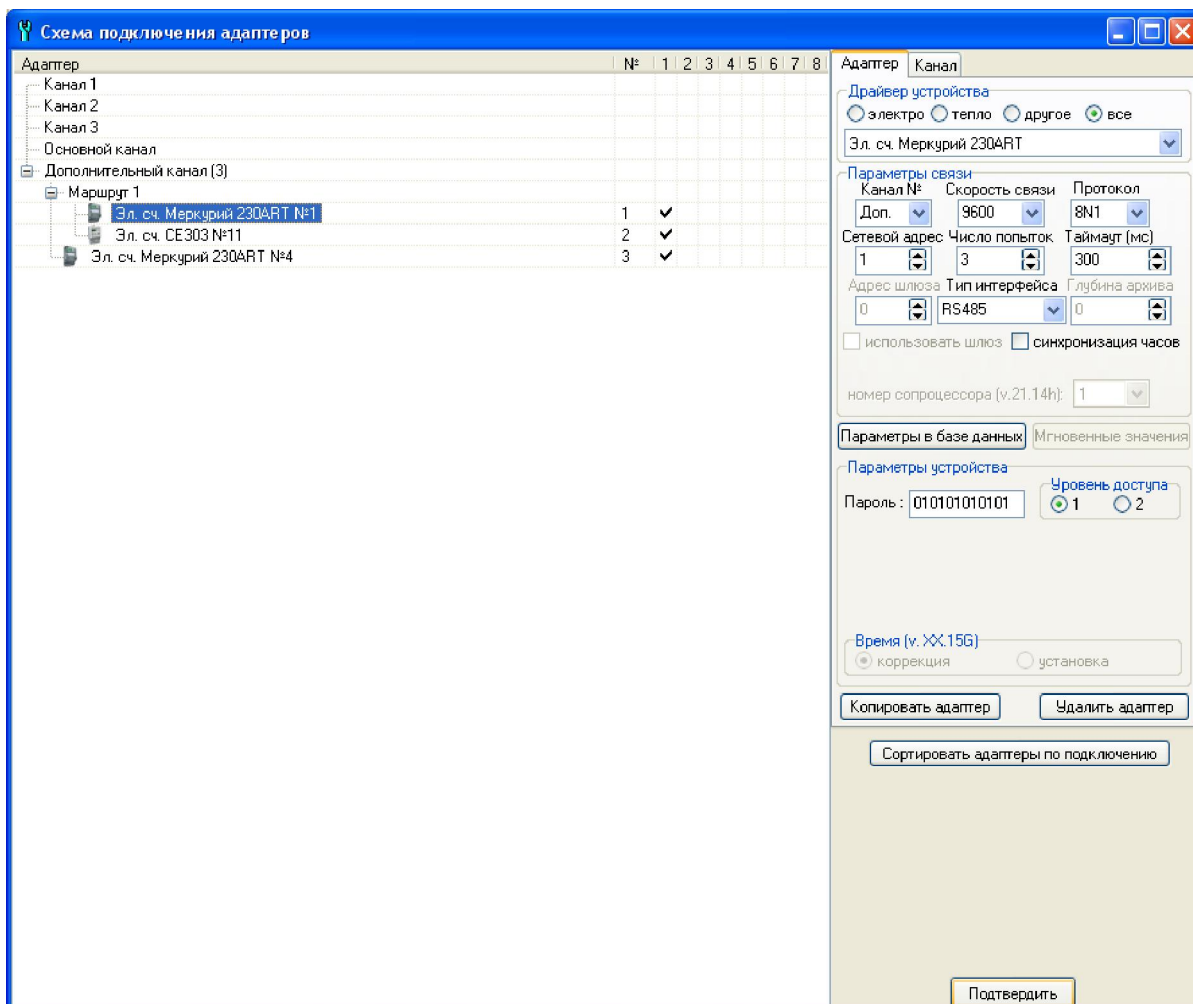 Схема подключения адаптеров
Адаптер № 1 2 3 4 5 6 7 8
Канал 1
Канал 2
Канал 3
Основной канал
Дополнительный канал (3)
Маршрут 1
Эл. сч. Меркурий 230ART №1 1 ✔
Эл. сч. CE303 №11 2 ✔
Эл. сч. Меркурий 230ART №4 3 ✔
Адаптер Канал
Драйвер устройства
электро тепло другое все
Эл. сч. Меркурий 230ART
Параметры связи
Канал № Скорость связи Протокол
Доп. 9600 8N1
Сетевой адрес Число попыток Таймаут (мс)
1 3 300
Адрес шлюза Тип интерфейса Глубина архива
0 RS485 0
использовать шлюз синхронизация часов
номер сопроцессора (v.21.14h): 1
Параметры в базе данных Мгновенные значения
Параметры устройства
Уровень доступа
Пароль : 010101010101 1 2
Время (v. XX.15G)
коррекция установка
Копировать адаптер Удалить адаптер
Сортировать адаптеры по подключению
Подтвердить